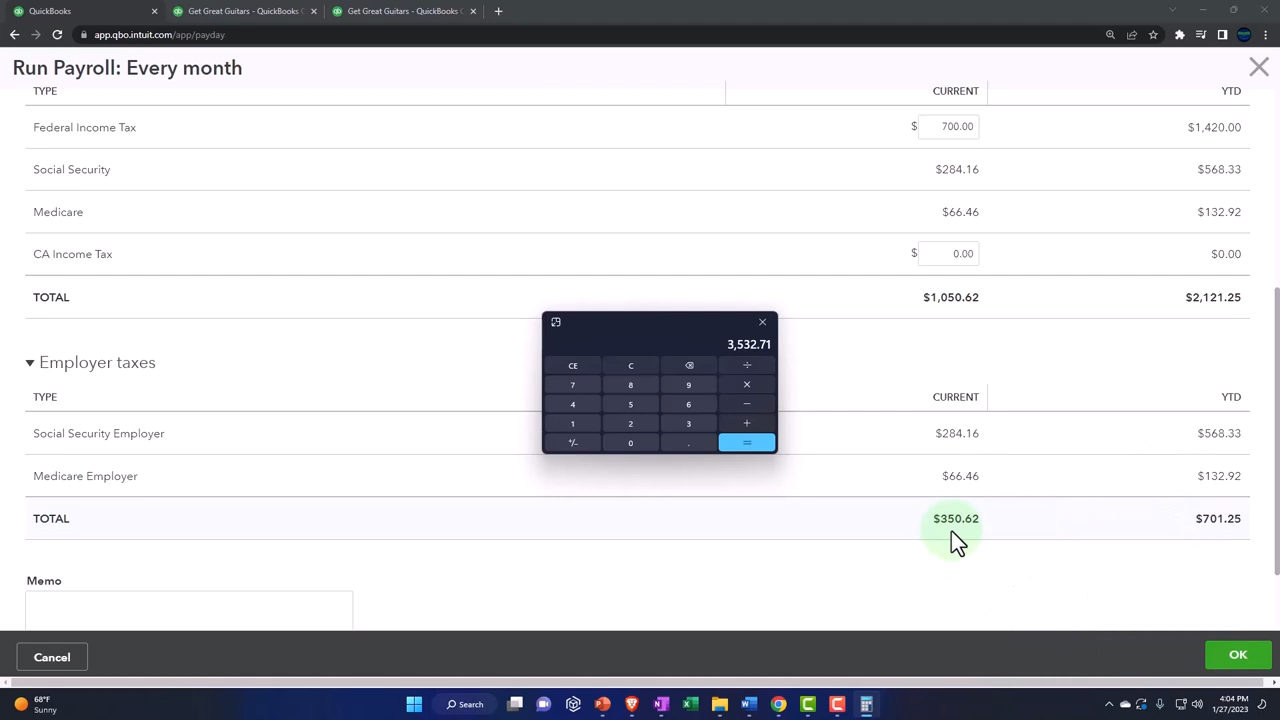 QuickBooks
Get Great Guitars - QuickBooks C
Get Great Guitars - QuickBooks C
app.qbo.intuit.com/app/payday
Run Payroll: Every month
TYPE CURRENT YTD
Federal Income Tax $ 700.00 $1,420.00
Social Security $284.16 $568.33
Medicare $66.46 $132.92
CA Income Tax $ 0.00 $0.00
TOTAL $1,050.62 $2,121.25
3,532.71
CE C ÷
7 8 9 ×
4 5 6 −
1 2 3 +
+/− 0 . =
Employer taxes
TYPE CURRENT YTD
Social Security Employer $284.16 $568.33
Medicare Employer $66.46 $132.92
TOTAL $350.62 $701.25
Memo
Cancel OK
68°F
Sunny
Search
4:04 PM
1/27/2023